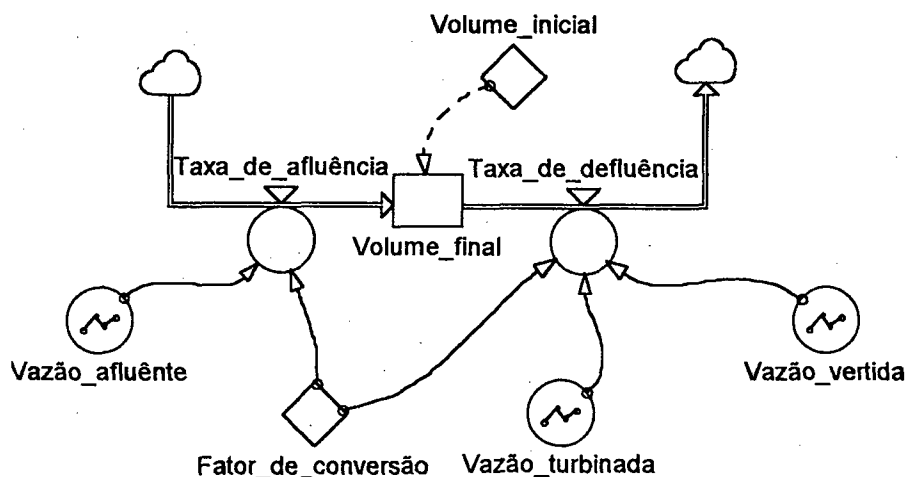 Volume_inicial
Taxa_de_afluência
Taxa_de_defluência
Volume_final
Vazão_afluênte
Vazão_vertida
Fator_de_conversão
Vazão_turbinada